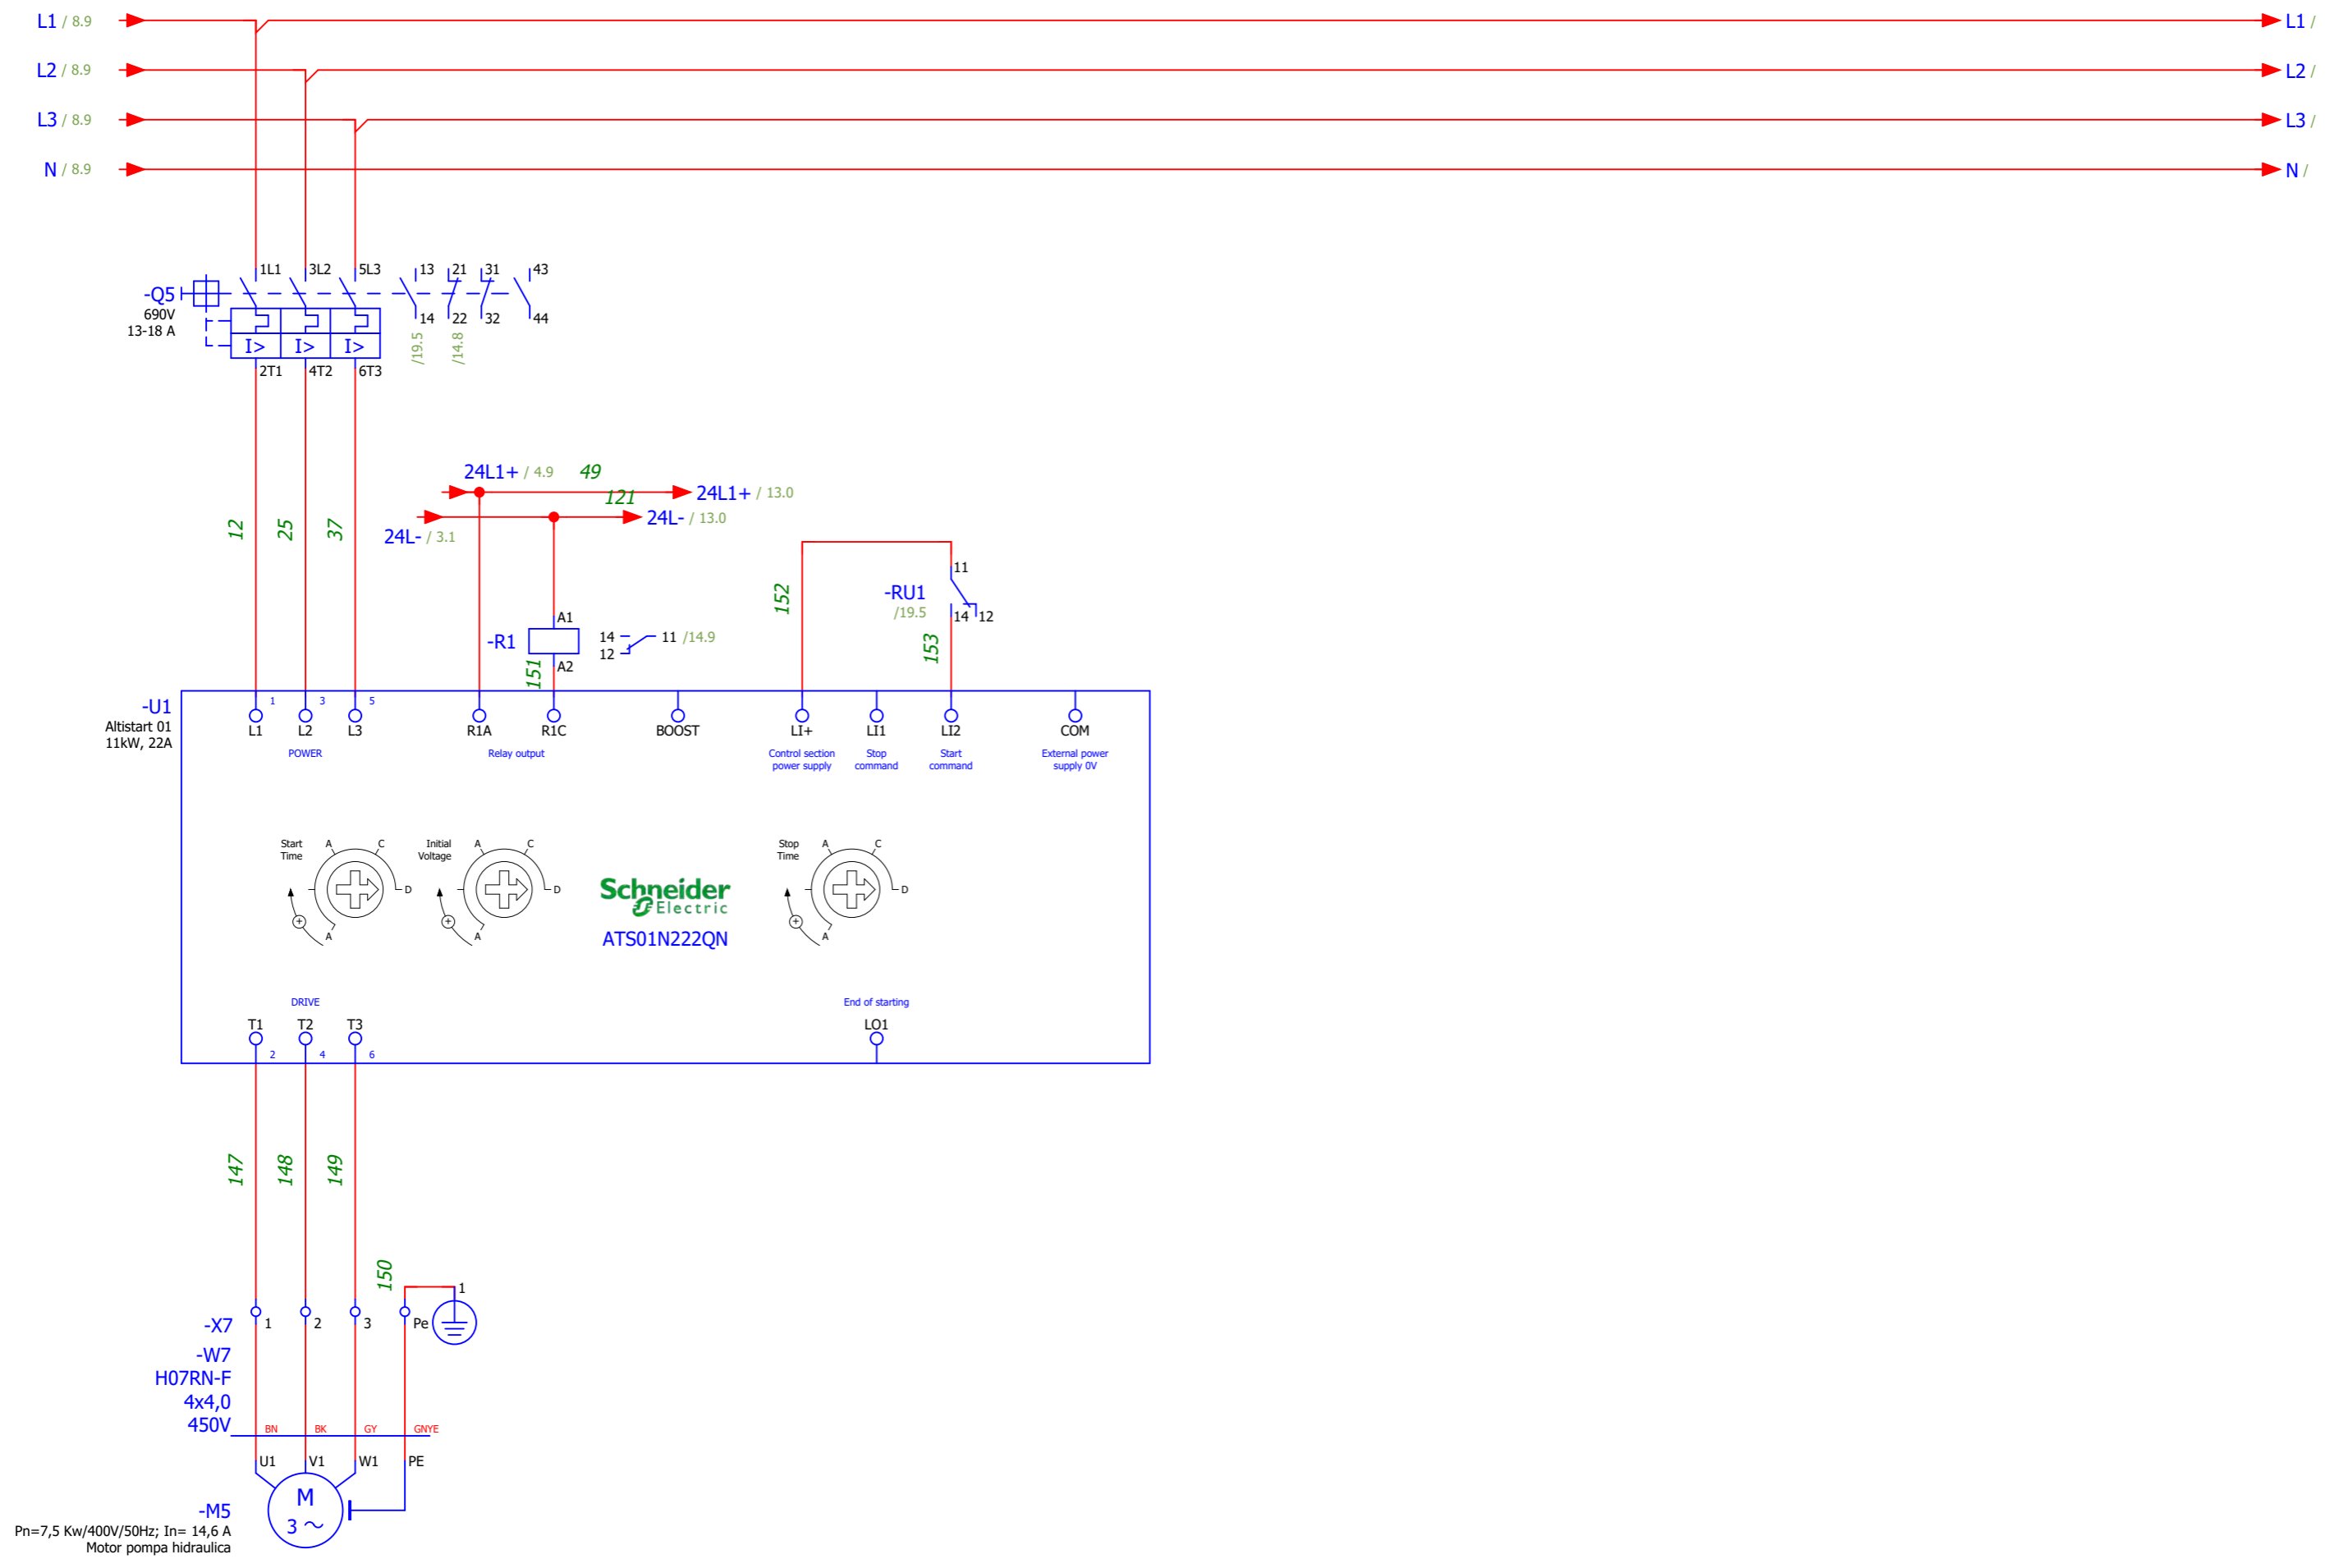 L1 / 8.9
L1 /
L2 / 8.9
L2 /
L3 / 8.9
L3 /
N / 8.9
N /
1L1 3L2 5L3 13 21 31 43
-Q5
690V
13-18 A
14 22 32 44
I> I> I>
/19.5 /14.8
2T1 4T2 6T3
24L1+ / 4.9 49
24L1+ / 13.0
121
24L- / 13.0
24L- / 3.1
12 25 37
152
11
-RU1
/19.5
14 12
153
A1
-R1
14 11 /14.9
12
A2
151
-U1
Altistart 01
11kW, 22A
1 3 5
L1 L2 L3 R1A R1C BOOST LI+ LI1 LI2 COM
POWER
Relay output
Control section
power supply
Stop
command
Start
command
External power
supply 0V
Start
Time
A C D A
Initial
Voltage
A C D A
Stop
Time
A C D A
Schneider
Electric
ATS01N222QN
DRIVE
End of starting
T1 T2 T3 LO1
2 4 6
147 148 149
150
1
-X7
1 2 3 Pe
-W7
H07RN-F
4x4,0
450V
BN BK GY GNYE
U1 V1 W1 PE
M
3 ~
-M5
Pn=7,5 Kw/400V/50Hz; In= 14,6 A
Motor pompa hidraulica